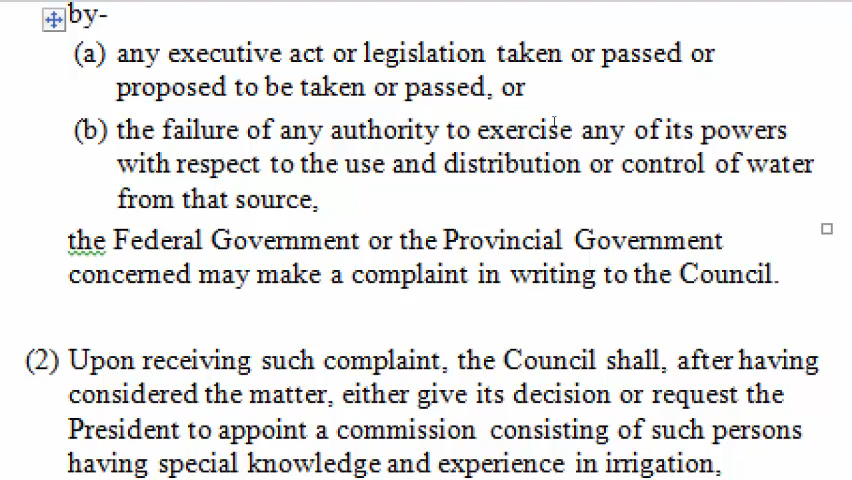 by-
(a) any executive act or legislation taken or passed or
proposed to be taken or passed, or
(b) the failure of any authority to exercise any of its powers
with respect to the use and distribution or control of water
from that source,
the Federal Government or the Provincial Government
concerned may make a complaint in writing to the Council.
(2) Upon receiving such complaint, the Council shall, after having
considered the matter, either give its decision or request the
President to appoint a commission consisting of such persons
having special knowledge and experience in irrigation,